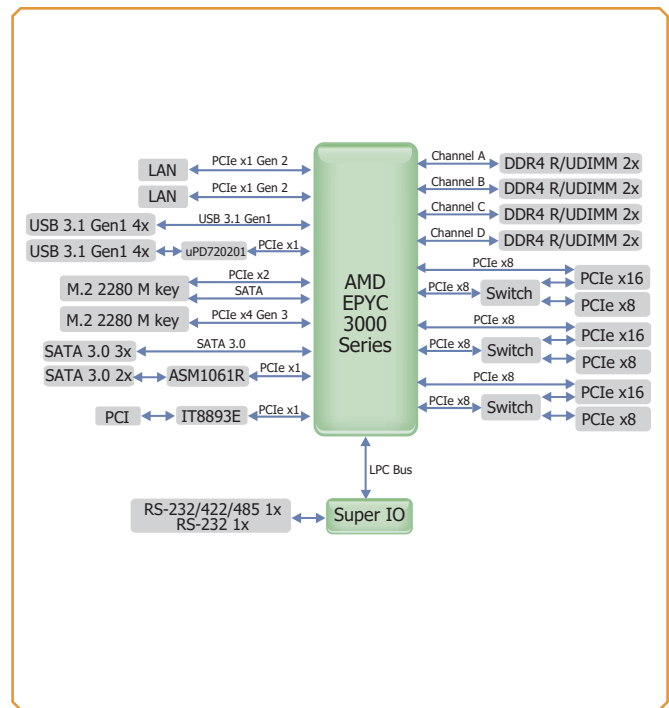 LAN
PCIe x1 Gen 2
LAN
PCIe x1 Gen 2
USB 3.1 Gen1 4x
USB 3.1 Gen1
USB 3.1 Gen1 4x
uPD720201
PCIe x1
M.2 2280 M key
PCIe x2
SATA
M.2 2280 M key
PCIe x4 Gen 3
SATA 3.0 3x
SATA 3.0
SATA 3.0 2x
ASM1061R
PCIe x1
PCI
IT8893E
PCIe x1
AMD
EPYC
3000
Series
Channel A
DDR4 R/UDIMM 2x
Channel B
DDR4 R/UDIMM 2x
Channel C
DDR4 R/UDIMM 2x
Channel D
DDR4 R/UDIMM 2x
PCIe x8
PCIe x16
PCIe x8
Switch
PCIe x8
PCIe x8
PCIe x16
PCIe x8
Switch
PCIe x8
PCIe x8
PCIe x16
PCIe x8
Switch
PCIe x8
LPC Bus
RS-232/422/485 1x
RS-232 1x
Super IO